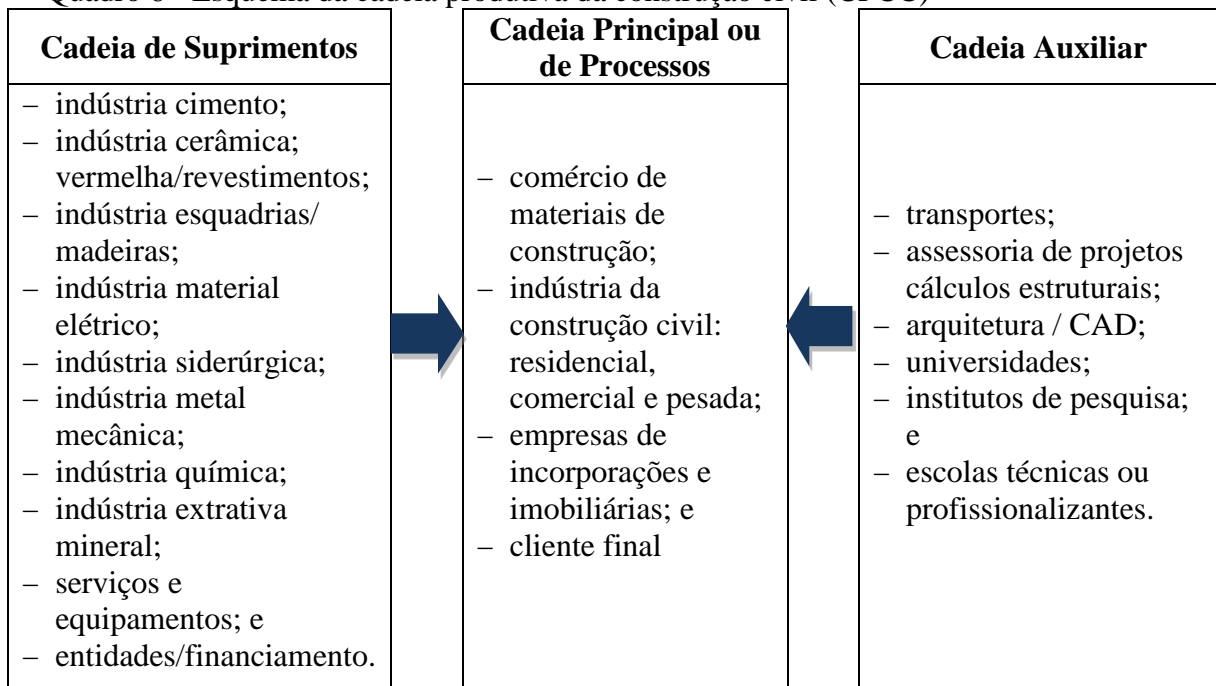 Cadeia de Suprimentos
– indústria cimento;
– indústria cerâmica;
vermelha/revestimentos;
– indústria esquadrias/
madeiras;
– indústria material
elétrico;
– indústria siderúrgica;
– indústria metal
mecânica;
– indústria química;
– indústria extrativa
mineral;
– serviços e
equipamentos; e
– entidades/financiamento.
Cadeia Principal ou
de Processos
– comércio de
materiais de
construção;
– indústria da
construção civil:
residencial,
comercial e pesada;
– empresas de
incorporações e
imobiliárias; e
– cliente final
Cadeia Auxiliar
– transportes;
– assessoria de projetos
cálculos estruturais;
– arquitetura / CAD;
– universidades;
– institutos de pesquisa;
e
– escolas técnicas ou
profissionalizantes.